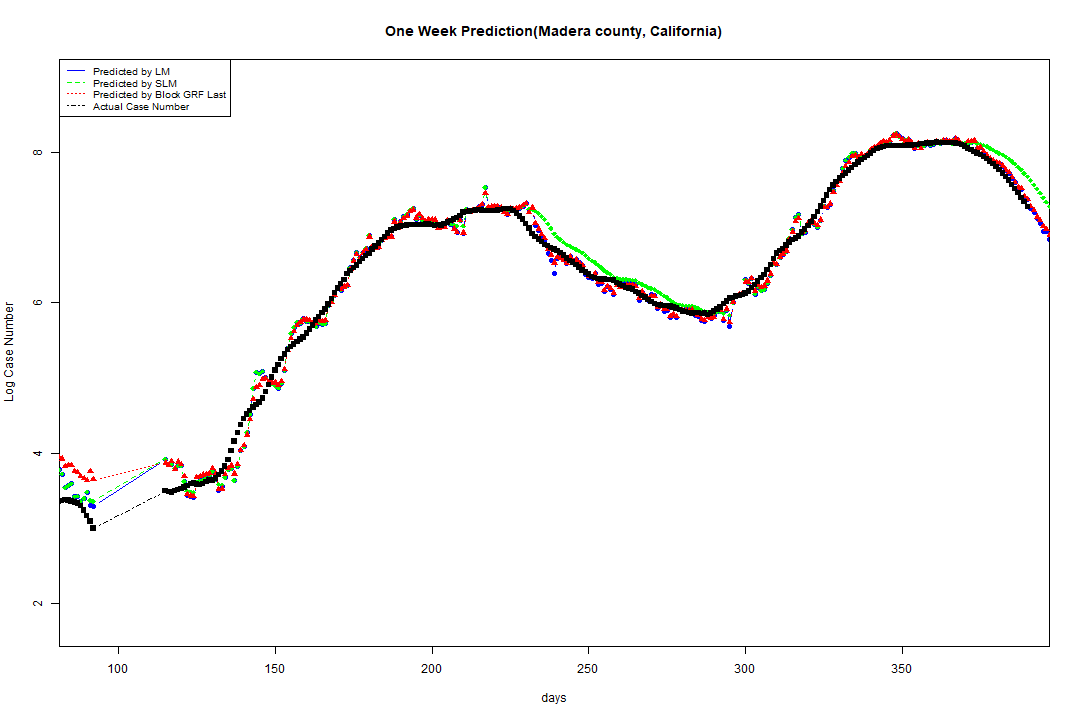 One Week Prediction(Madera county, California)
Predicted by LM
Predicted by SLM
Predicted by Block GRF Last
Actual Case Number
Log Case Number
8
6
4
2
100 150 200 250 300 350
days